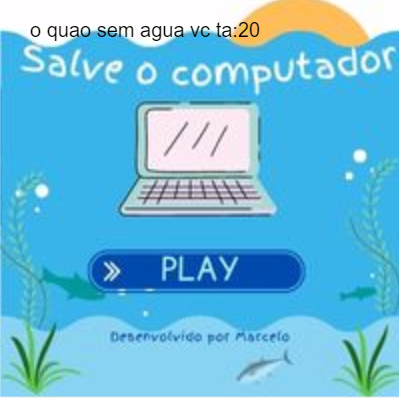 o quao sem agua vc ta:20
Salve o computador
PLAY
Desenvolvido por Marcelo